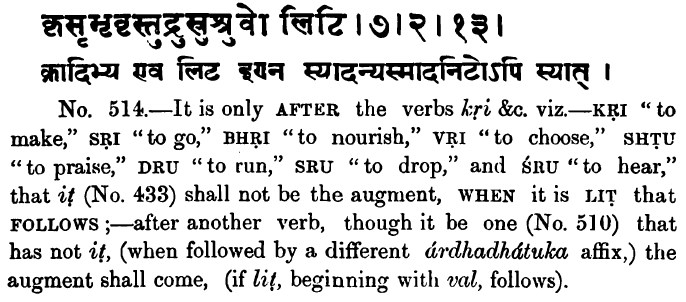 कृसृभृवृस्तुद्रुस्रुश्रुवो लिटि । ७ । २ । १३ ।
क्रादिभ्य एव लिट इण्न स्यादन्यस्मादनिटोऽपि स्यात् ।
No. 514.—It is only AFTER the verbs kṛi &c. viz.—KṚI “to
make,” SṚI “to go,” BHṚI “to nourish,” VṚI “to choose,” SHṬU
“to praise,” DRU “to run,” SRU “to drop,” and ŚRU “to hear,”
that iṭ (No. 433) shall not be the augment, WHEN it is LIṬ that
FOLLOWS ;—after another verb, though it be one (No. 510) that
has not iṭ, (when followed by a different árdhadhátuka affix,) the
augment shall come, (if liṭ, beginning with val, follows).